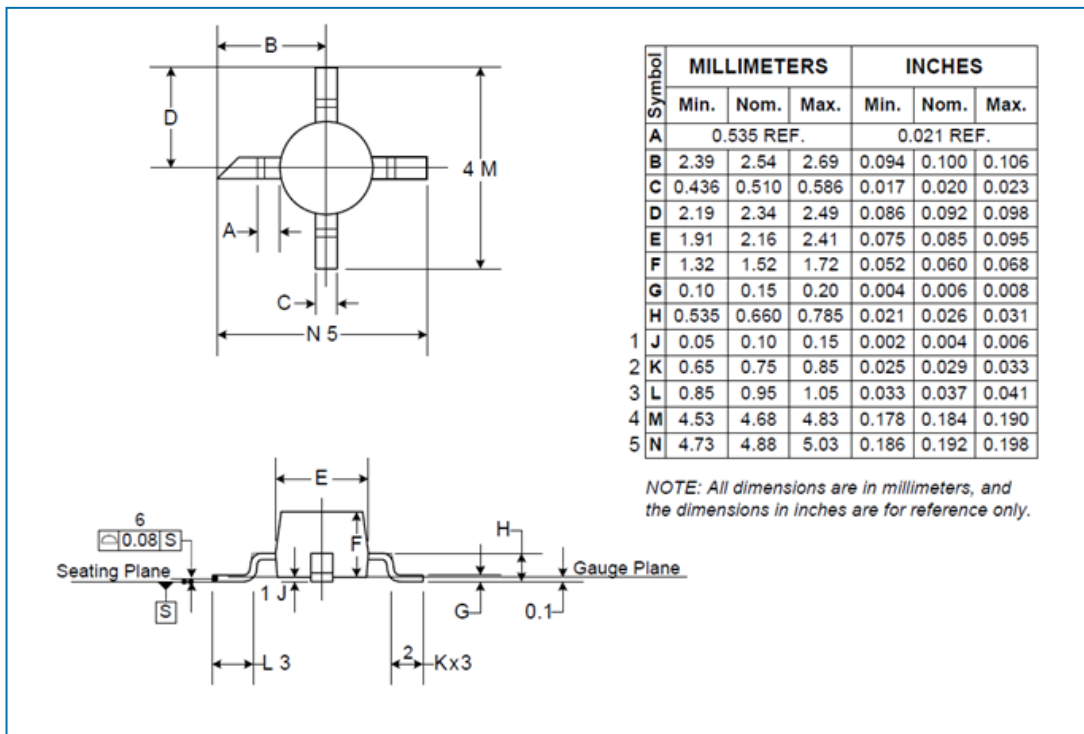 B
D
4 M
A
C
N 5
Symbol MILLIMETERS INCHES
Min. Nom. Max. Min. Nom. Max.
A 0.535 REF. 0.021 REF.
B 2.39 2.54 2.69 0.094 0.100 0.106
C 0.436 0.510 0.586 0.017 0.020 0.023
D 2.19 2.34 2.49 0.086 0.092 0.098
E 1.91 2.16 2.41 0.075 0.085 0.095
F 1.32 1.52 1.72 0.052 0.060 0.068
G 0.10 0.15 0.20 0.004 0.006 0.008
H 0.535 0.660 0.785 0.021 0.026 0.031
1 J 0.05 0.10 0.15 0.002 0.004 0.006
2 K 0.65 0.75 0.85 0.025 0.029 0.033
3 L 0.85 0.95 1.05 0.033 0.037 0.041
4 M 4.53 4.68 4.83 0.178 0.184 0.190
5 N 4.73 4.88 5.03 0.186 0.192 0.198
NOTE: All dimensions are in millimeters, and
the dimensions in inches are for reference only.
E
6
⌓ 0.08 S
F
H
Seating Plane
Gauge Plane
1 J
G
0.1
S
L 3
2
Kx3